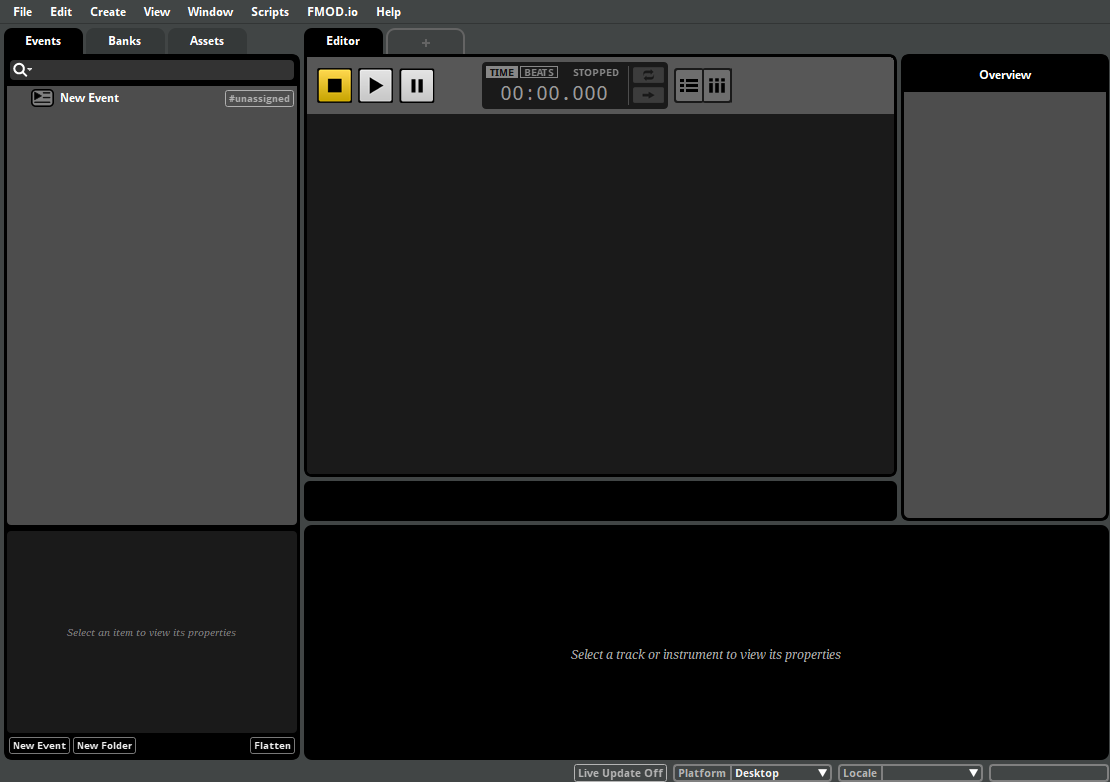 File Edit Create View Window Scripts FMOD.io Help
Events Banks Assets Editor +
TIME BEATS STOPPED
00:00.000
Overview
New Event #unassigned
Select an item to view its properties
Select a track or instrument to view its properties
New Event New Folder Flatten
Live Update Off Platform Desktop Locale